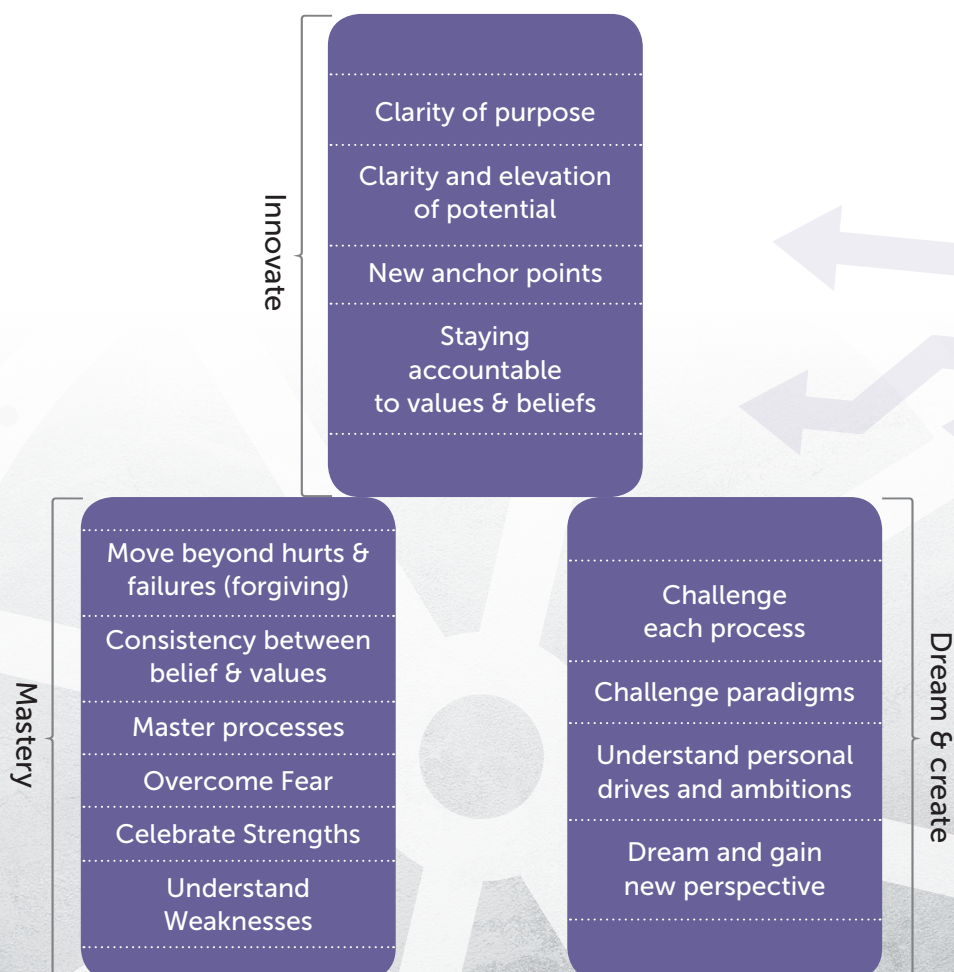 Innovate
Clarity of purpose
Clarity and elevation
of potential
New anchor points
Staying
accountable
to values & beliefs
Mastery
Move beyond hurts &
failures (forgiving)
Consistency between
belief & values
Master processes
Overcome Fear
Celebrate Strengths
Understand
Weaknesses
Challenge
each process
Challenge paradigms
Understand personal
drives and ambitions
Dream and gain
new perspective
Dream & create